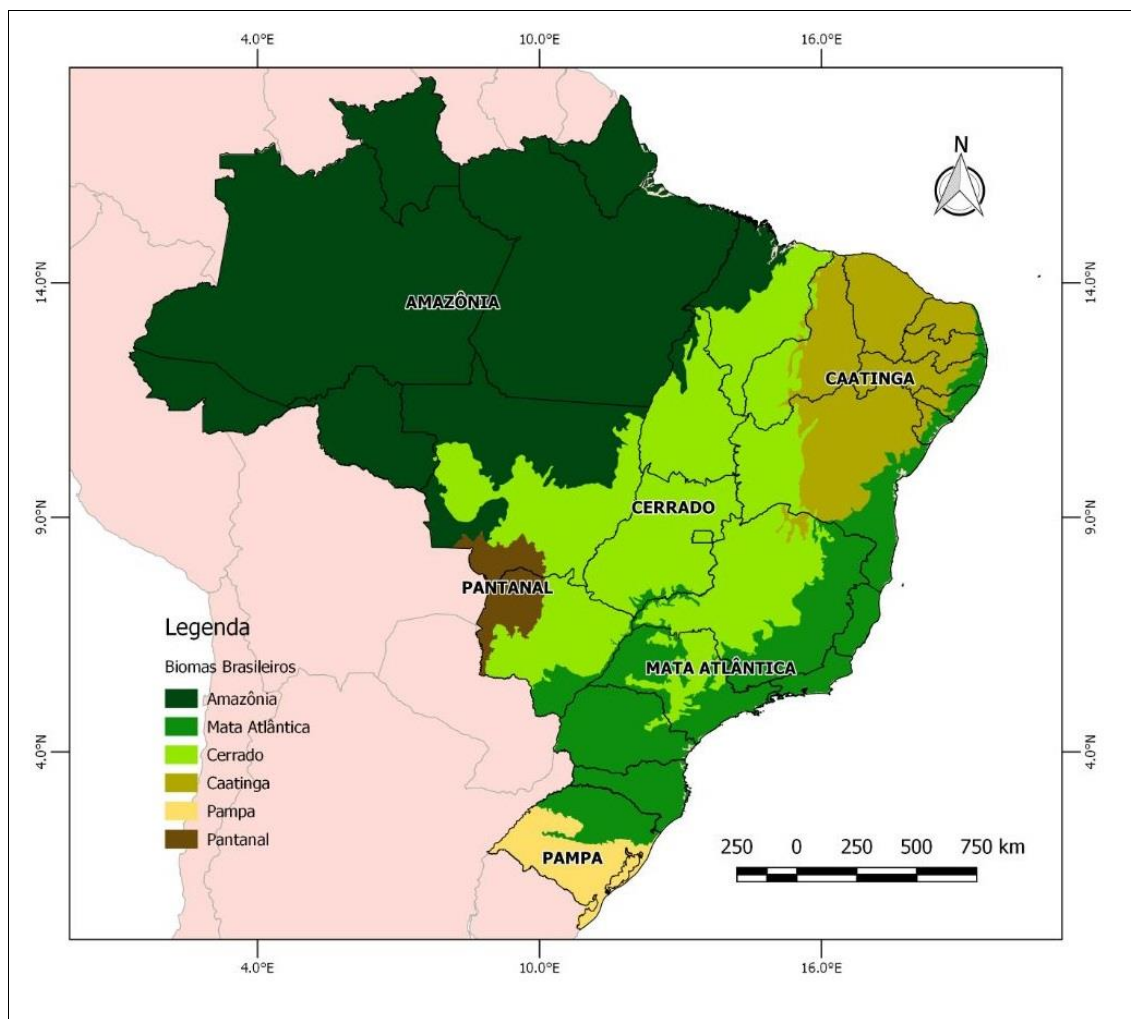 4.0°E 10.0°E 16.0°E
N
14.0°N 14.0°N
AMAZÔNIA
CAATINGA
CERRADO
9.0°N 9.0°N
PANTANAL
Legenda
Biomas Brasileiros
MATA ATLÂNTICA
Amazônia
Mata Atlântica
Cerrado
4.0°N 4.0°N
Caatinga
Pampa
Pantanal
250 0 250 500 750 km
PAMPA
4.0°E 10.0°E 16.0°E